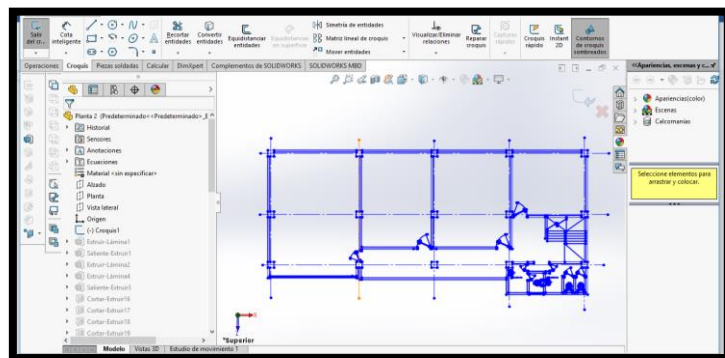 Salir del cr...
Cota inteligente
Recortar entidades
Convertir entidades
Equidistanciar entidades
Equidistanciar en superficie
Simetría de entidades
Matriz lineal de croquis
Mover entidades
Visualizar/Eliminar relaciones
Reparar croquis
Capturas rápidas
Croquis rápido
Instant 2D
Contornos de croquis sombreados
Operaciones Croquis Piezas soldadas Calcular DimXpert Complementos de SOLIDWORKS SOLIDWORKS MBD
<<Apariencias, escenas y c...
Planta 2 (Predeterminado<<Predeterminado>_E
Historial
Sensores
Anotaciones
Ecuaciones
Material <sin especificar>
Alzado
Planta
Vista lateral
Origen
(-) Croquis1
Extruir-Lámina1
Saliente-Extruir1
Extruir-Lámina2
Extruir-Lámina4
Saliente-Extruir5
Cortar-Extruir16
Cortar-Extruir17
Cortar-Extruir18
Cortar-Extruir19
Apariencias(color)
Escenas
Calcomanías
Seleccione elementos para
arrastrar y colocar.
*Superior
Modelo Vistas 3D Estudio de movimiento 1